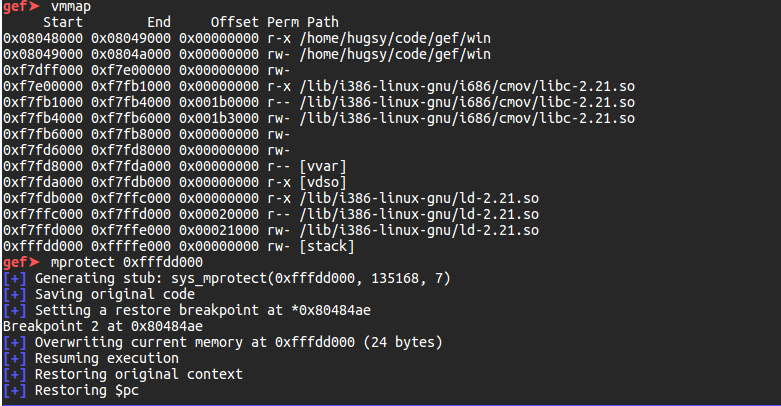 gef➤ vmmap
Start End Offset Perm Path
0x08048000 0x08049000 0x00000000 r-x /home/hugsy/code/gef/win
0x08049000 0x0804a000 0x00000000 rw- /home/hugsy/code/gef/win
0xf7dff000 0xf7e00000 0x00000000 rw-
0xf7e00000 0xf7fb1000 0x00000000 r-x /lib/i386-linux-gnu/i686/cmov/libc-2.21.so
0xf7fb1000 0xf7fb4000 0x001b0000 r-- /lib/i386-linux-gnu/i686/cmov/libc-2.21.so
0xf7fb4000 0xf7fb6000 0x001b3000 rw- /lib/i386-linux-gnu/i686/cmov/libc-2.21.so
0xf7fb6000 0xf7fb8000 0x00000000 rw-
0xf7fd6000 0xf7fd8000 0x00000000 rw-
0xf7fd8000 0xf7fda000 0x00000000 r-- [vvar]
0xf7fda000 0xf7fdb000 0x00000000 r-x [vdso]
0xf7fdb000 0xf7ffc000 0x00000000 r-x /lib/i386-linux-gnu/ld-2.21.so
0xf7ffc000 0xf7ffd000 0x00020000 r-- /lib/i386-linux-gnu/ld-2.21.so
0xf7ffd000 0xf7ffe000 0x00021000 rw- /lib/i386-linux-gnu/ld-2.21.so
0xfffdd000 0xffffe000 0x00000000 rw- [stack]
gef➤ mprotect 0xfffdd000
[+] Generating stub: sys_mprotect(0xfffdd000, 135168, 7)
[+] Saving original code
[+] Setting a restore breakpoint at *0x80484ae
Breakpoint 2 at 0x80484ae
[+] Overwriting current memory at 0xfffdd000 (24 bytes)
[+] Resuming execution
[+] Restoring original context
[+] Restoring $pc